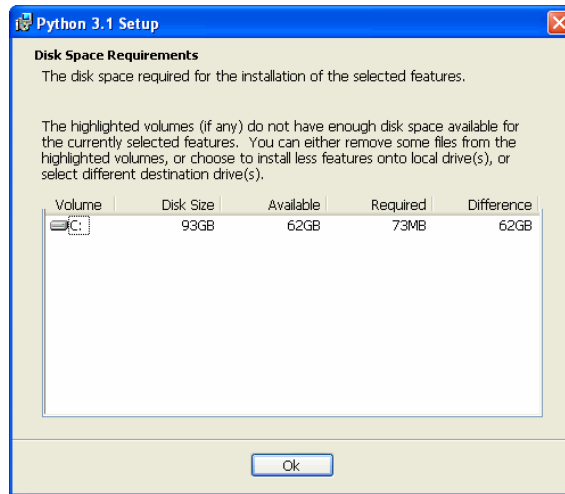 Python 3.1 Setup
Disk Space Requirements
The disk space required for the installation of the selected features.
The highlighted volumes (if any) do not have enough disk space available for
the currently selected features. You can either remove some files from the
highlighted volumes, or choose to install less features onto local drive(s), or
select different destination drive(s).
Volume Disk Size Available Required Difference
C: 93GB 62GB 73MB 62GB
Ok